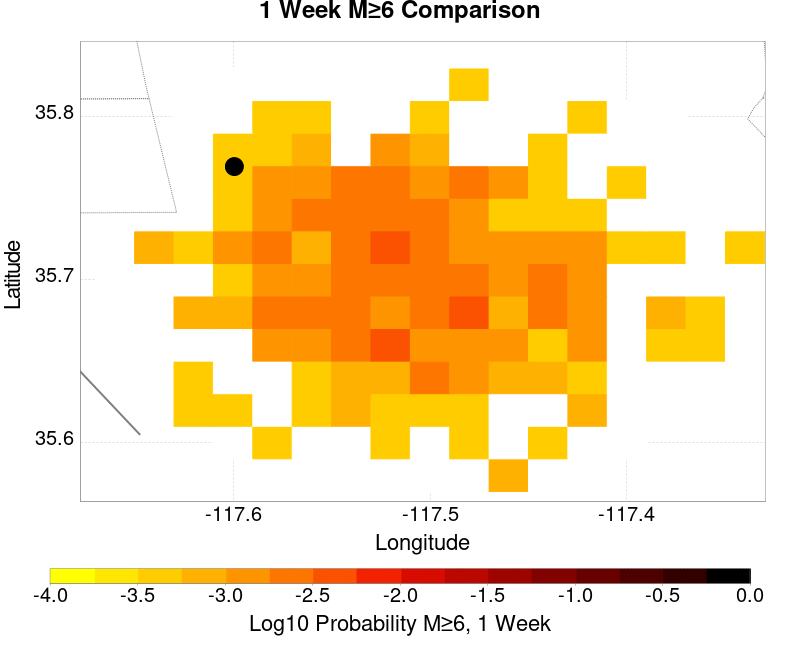 1 Week M≥6 Comparison
35.8
35.7
35.6
Latitude
-117.6 -117.5 -117.4
Longitude
-4.0 -3.5 -3.0 -2.5 -2.0 -1.5 -1.0 -0.5 0.0
Log10 Probability M≥6, 1 Week